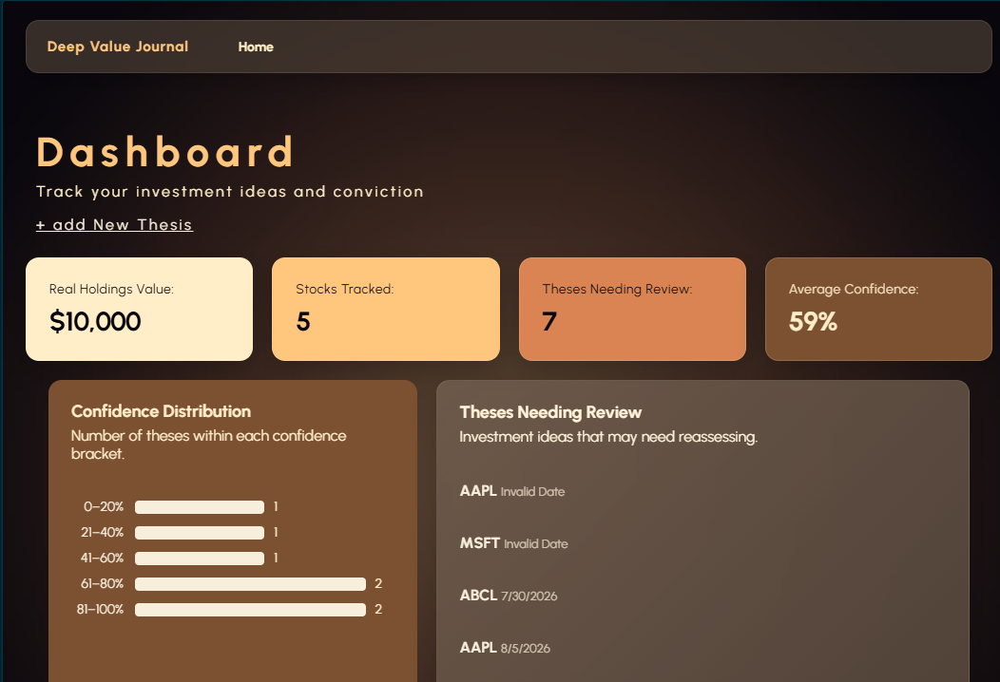 Deep Value Journal Home
Dashboard
Track your investment ideas and conviction
+ add New Thesis
Real Holdings Value:
$10,000
Stocks Tracked:
5
Theses Needing Review:
7
Average Confidence:
59%
Confidence Distribution
Number of theses within each confidence
bracket.
0–20% 1
21–40% 1
41–60% 1
61–80% 2
81–100% 2
Theses Needing Review
Investment ideas that may need reassessing.
AAPL Invalid Date
MSFT Invalid Date
ABCL 7/30/2026
AAPL 8/5/2026